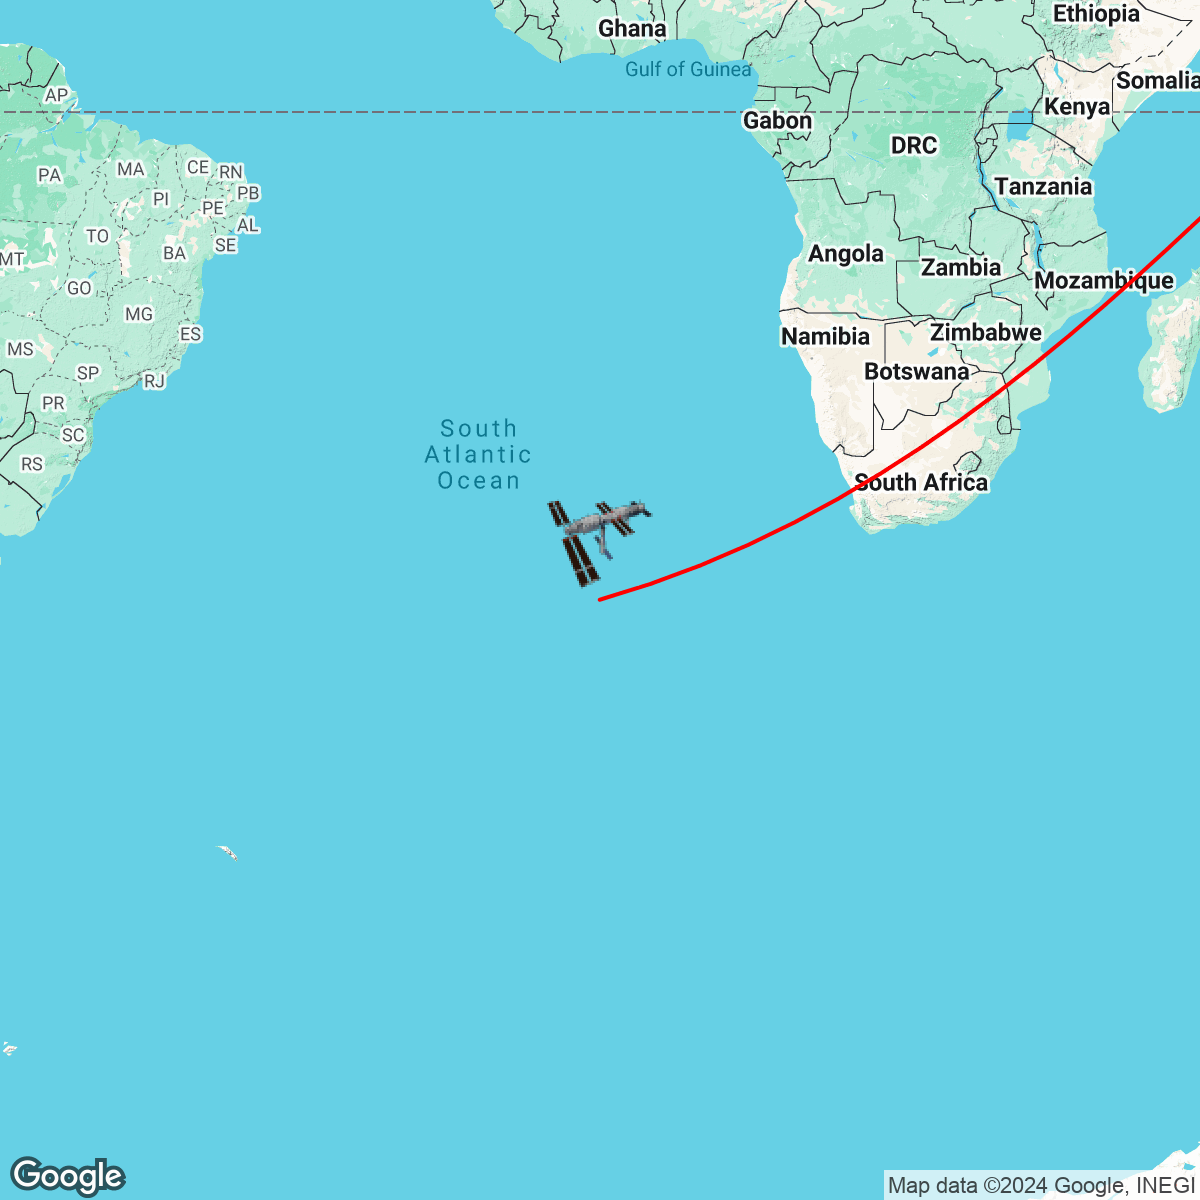 Ethiopia
Ghana
Gulf of Guinea
Somalia
AP
Kenya
Gabon
DRC
MA
CE
RN
PA
Tanzania
PI
PB
PE
AL
TO
SE
BA
Angola
MT
Zambia
Mozambique
GO
MG
ES
Zimbabwe
Namibia
MS
SP
Botswana
RJ
PR
South
Atlantic
Ocean
SC
RS
South Africa
Google
Map data ©2024 Google, INEGI